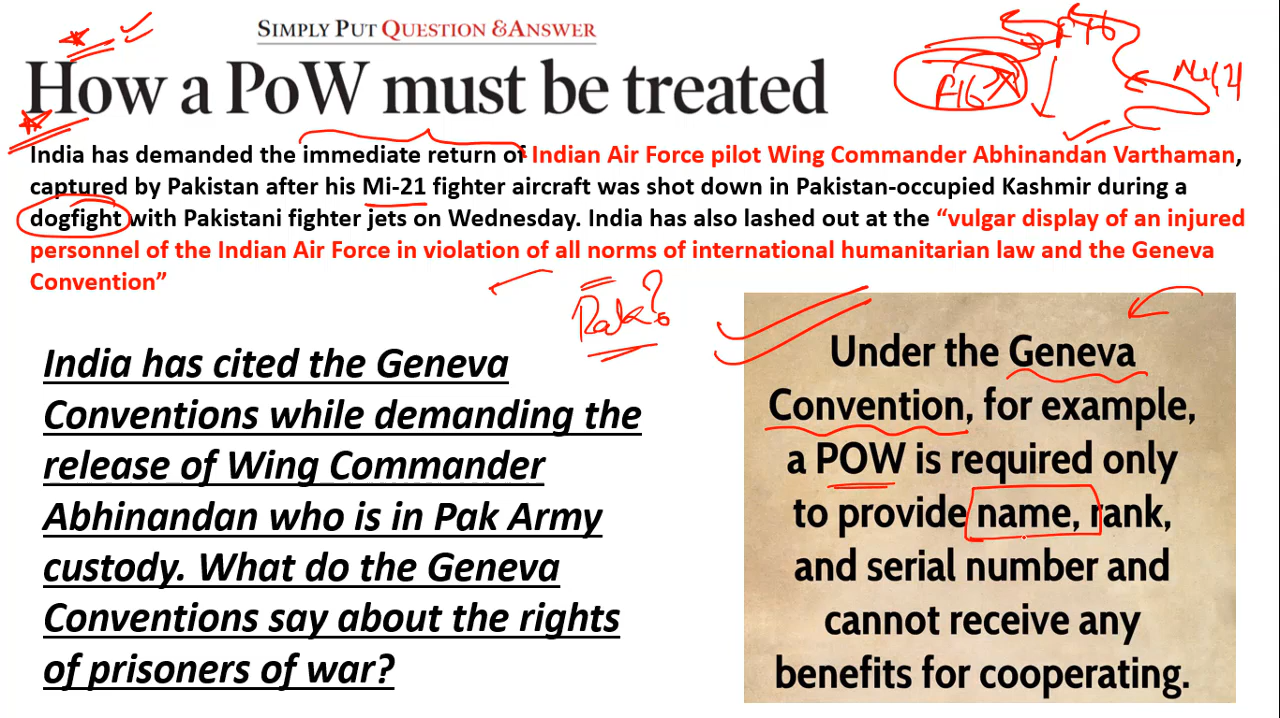 SIMPLY PUT QUESTION &ANSWER
How a PoW must be treated
F16
F16
India has demanded the immediate return of Indian Air Force pilot Wing Commander Abhinandan Varthaman,
captured by Pakistan after his Mi-21 fighter aircraft was shot down in Pakistan-occupied Kashmir during a
dogfight with Pakistani fighter jets on Wednesday. India has also lashed out at the “vulgar display of an injured
personnel of the Indian Air Force in violation of all norms of international humanitarian law and the Geneva
Convention”
Pak?
India has cited the Geneva
Conventions while demanding the
release of Wing Commander
Abhinandan who is in Pak Army
custody. What do the Geneva
Conventions say about the rights
of prisoners of war?
Under the Geneva
Convention, for example,
a POW is required only
to provide name, rank,
and serial number and
cannot receive any
benefits for cooperating.